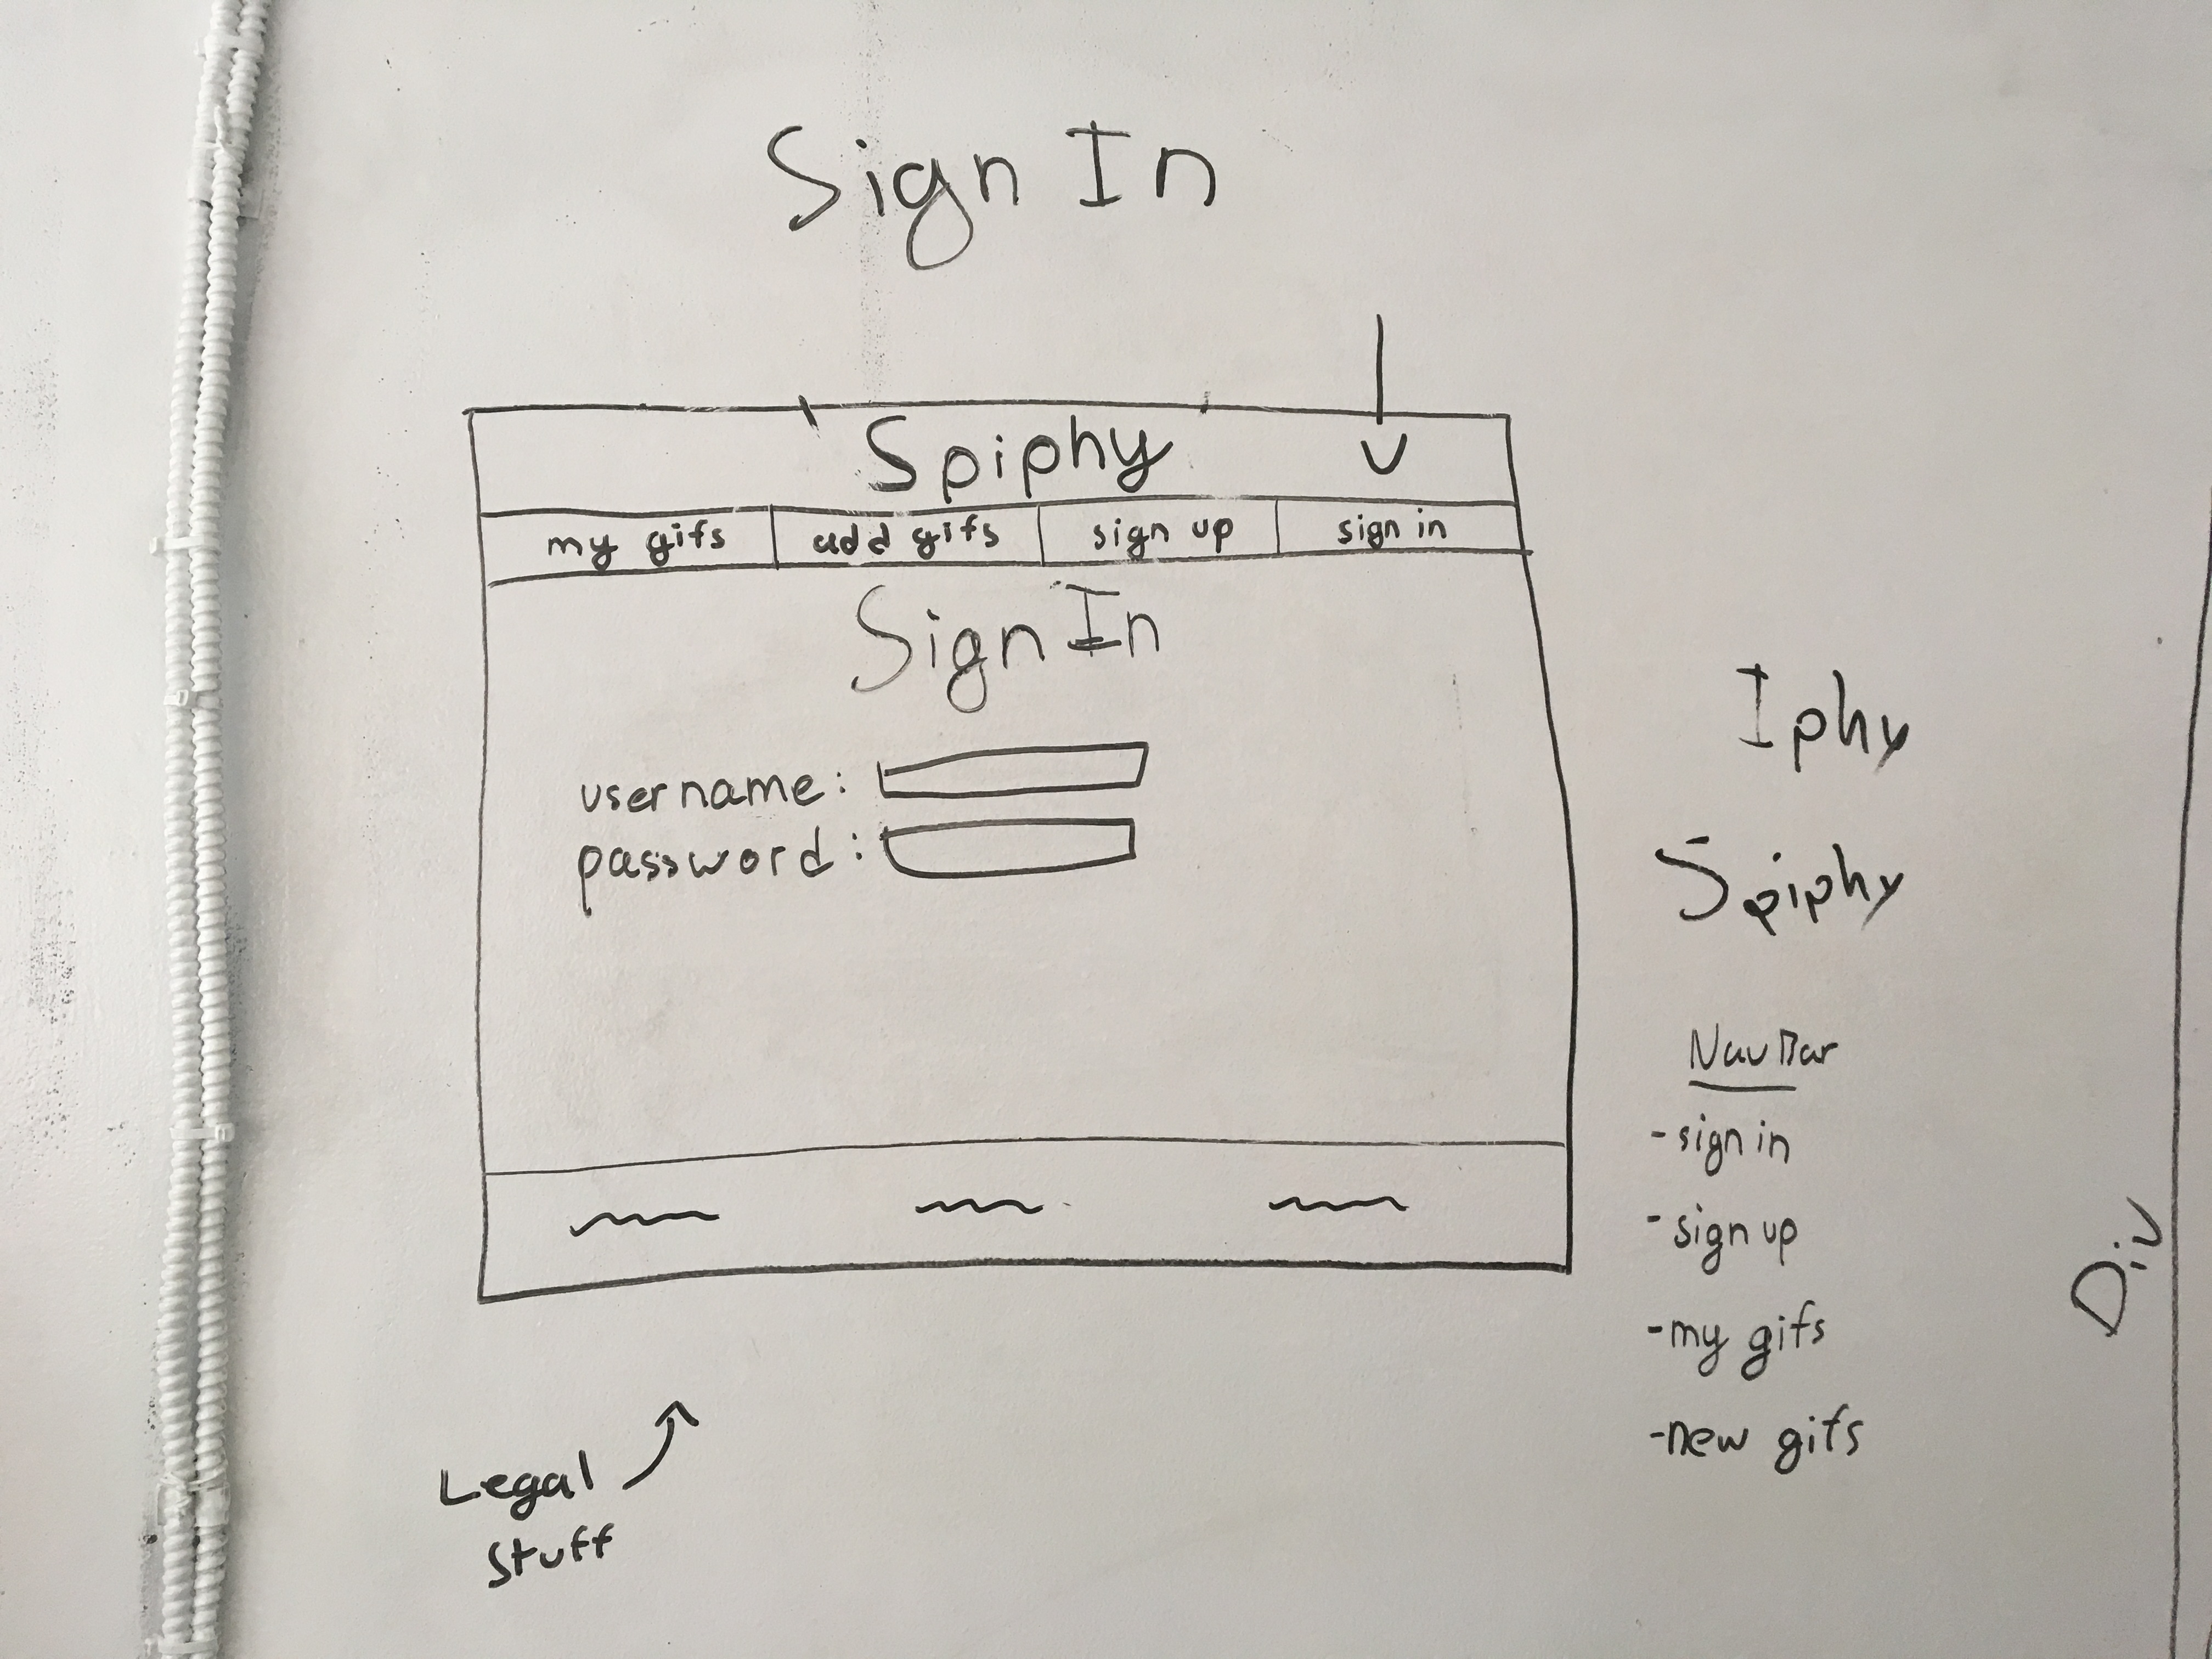 Sign In
Spiphy
my gifs
add gifs
sign up
sign in
Sign In
username:
password:
Iphy
Spiphy
NavBar
-sign in
-sign up
-my gifs
-new gifs
Div
Legal
Stuff